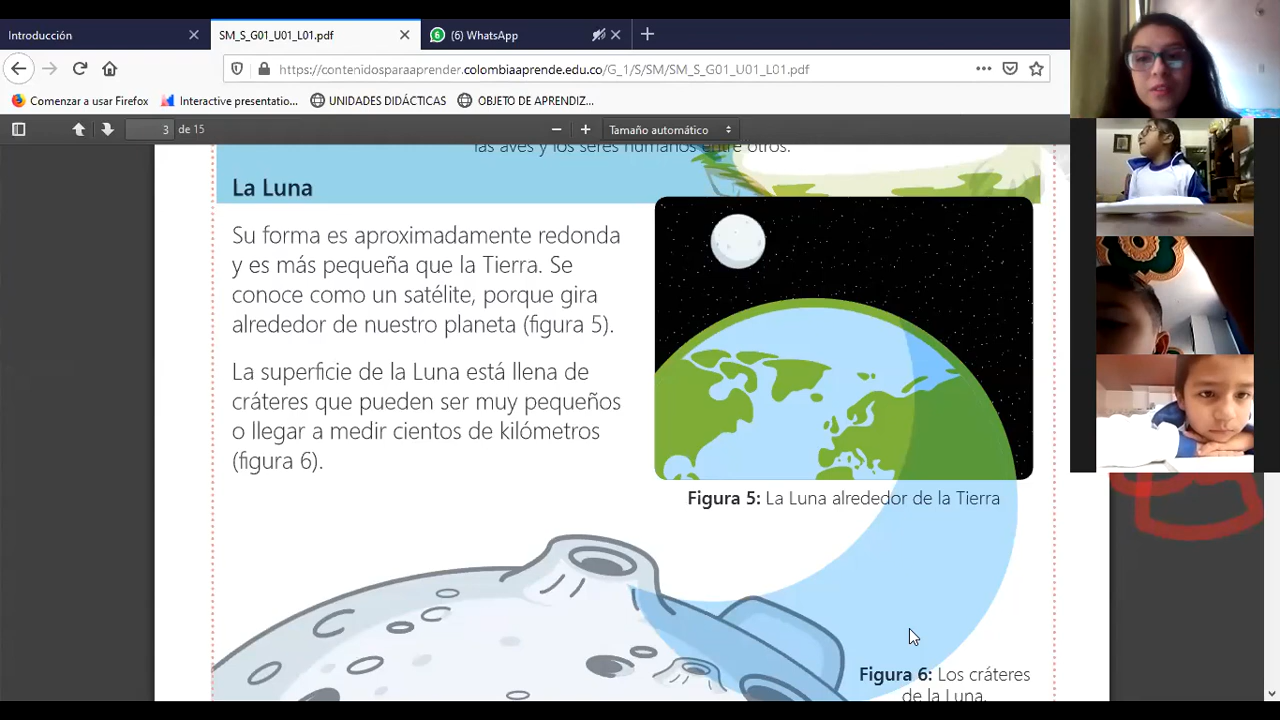 Introducción
SM_S_G01_U01_L01.pdf
6
(6) WhatsApp
https://contenidosparaaprender.colombiaaprende.edu.co/G_1/S/SM/SM_S_G01_U01_L01.pdf
Comenzar a usar Firefox
Interactive presentatio...
UNIDADES DIDÁCTICAS
OBJETO DE APRENDIZ...
3 de 15
Tamaño automático
las aves y los seres humanos entre otros.
La Luna
Su forma es aproximadamente redonda
y es más pequeña que la Tierra. Se
conoce como un satélite, porque gira
alrededor de nuestro planeta (figura 5).
La superficie de la Luna está llena de
cráteres que pueden ser muy pequeños
o llegar a medir cientos de kilómetros
(figura 6).
Figura 5: La Luna alrededor de la Tierra
Figura 6: Los cráteres
de la Luna.